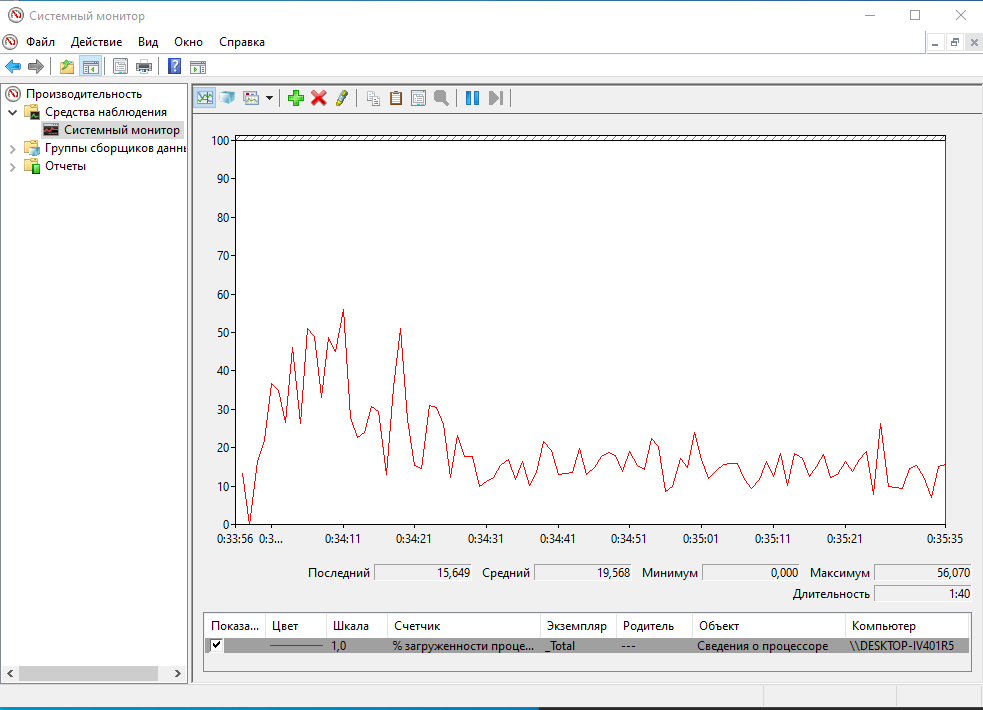 Системный монитор
Файл Действие Вид Окно Справка
Производительность
Средства наблюдения
Системный монитор
Группы сборщиков даннь
Отчеты
100
90
80
70
60
50
40
30
20
10
0
0:33:56 0:3... 0:34:11 0:34:21 0:34:31 0:34:41 0:34:51 0:35:01 0:35:11 0:35:21 0:35:35
Последний 15,649 Средний 19,568 Минимум 0,000 Максимум 56,070
Длительность 1:40
Показа... Цвет Шкала Счетчик Экземпляр Родитель Объект Компьютер
1,0 % загруженности проце... _Total --- Сведения о процессоре \\DESKTOP-IV401R5